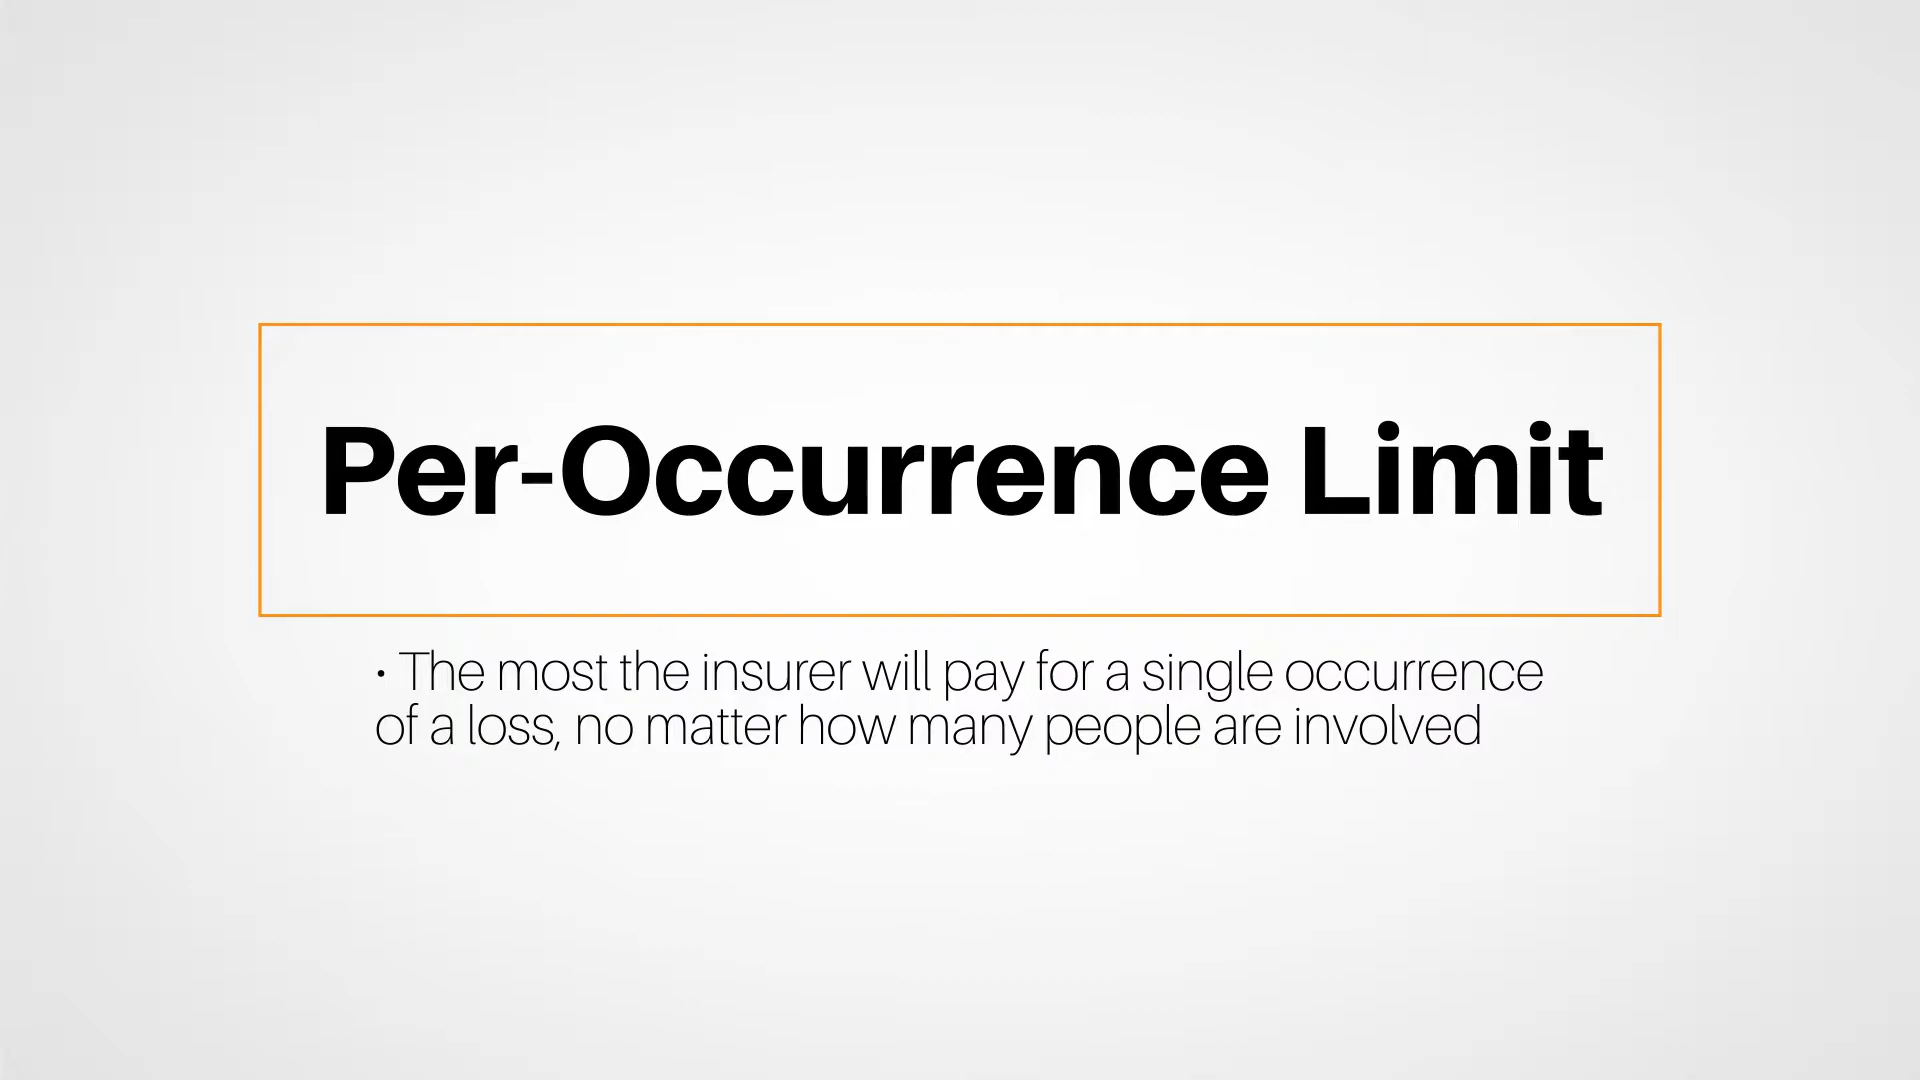 Per-Occurrence Limit
• The most the insurer will pay for a single occurrence
of a loss, no matter how many people are involved